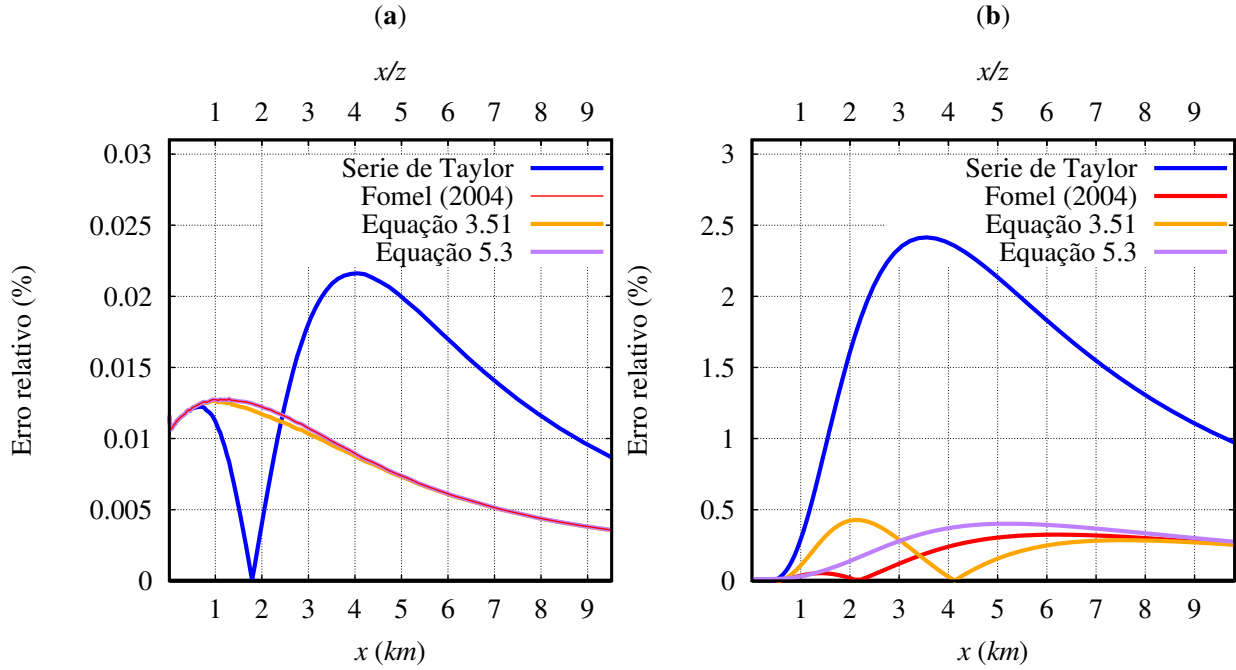 (a)
x/z
1 2 3 4 5 6 7 8 9
0.03
0.025
0.02
0.015
0.01
0.005
0
Erro relativo (%)
Serie de Taylor
Fomel (2004)
Equação 3.51
Equação 5.3
1 2 3 4 5 6 7 8 9
x (km)
(b)
x/z
1 2 3 4 5 6 7 8 9
3
2.5
2
1.5
1
0.5
0
Erro relativo (%)
Serie de Taylor
Fomel (2004)
Equação 3.51
Equação 5.3
1 2 3 4 5 6 7 8 9
x (km)